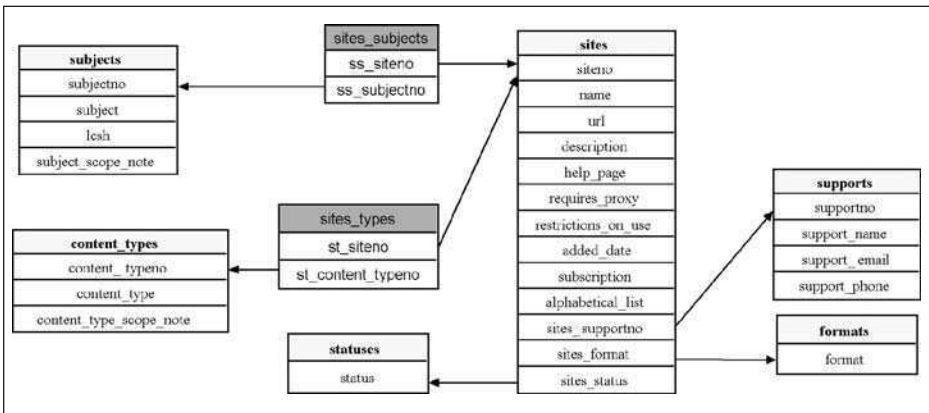 subjects
subjectno
subject
lcsh
subject_scope_note
sites_subjects
ss_siteno
ss_subjectno
sites
siteno
name
url
description
help_page
requires_proxy
restrictions_on_use
added_date
subscription
alphabetical_list
sites_supportno
sites_format
sites_status
sites_types
st_siteno
st_content_typeno
content_types
content_ typeno
content_type
content_type_scope_note
statuses
status
supports
supportno
support_name
support_email
support_phone
formats
format